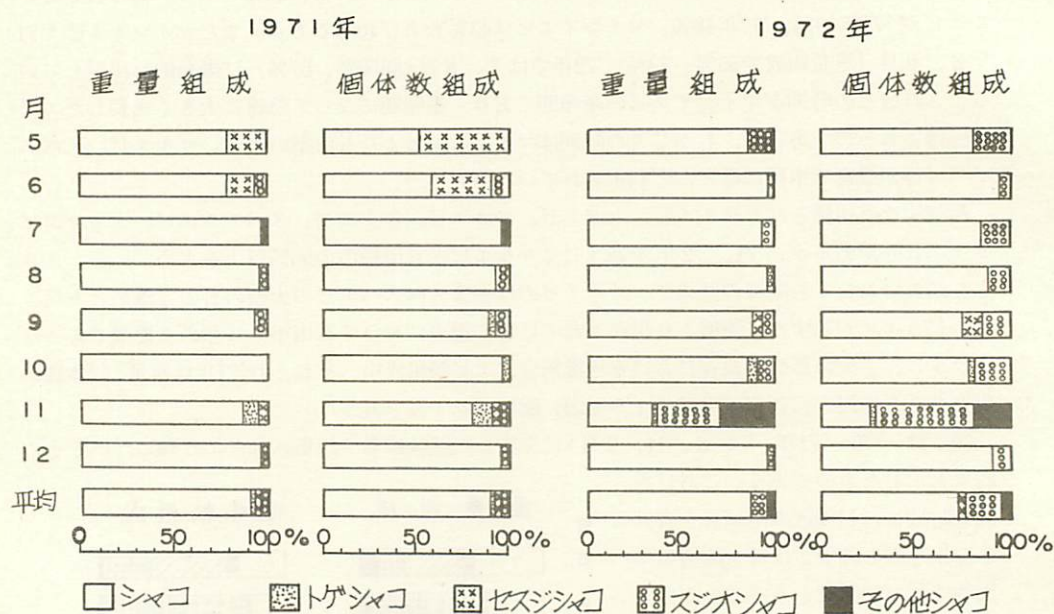 1971年
1972年
重量組成
個体数組成
重量組成
個体数組成
月
5
6
7
8
9
10
11
12
平均
0 50 100%
0 50 100%
0 50 100%
0 50 100%
シャコ
トゲシャコ
セスジシャコ
スジオシャコ
その他シャコ